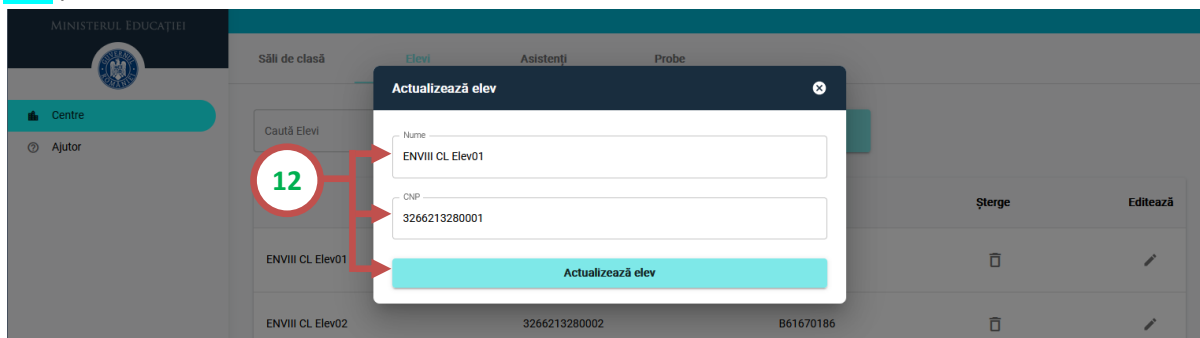 MINISTERUL EDUCAȚIEI
Centre
Ajutor
Săli de clasă Elevi Asistenți Probe
Caută Elevi
Actualizează elev
Nume
ENVIII CL Elev01
CNP
3266213280001
Actualizează elev
12
Șterge Editează
ENVIII CL Elev01
ENVIII CL Elev02 3266213280002 B61670186